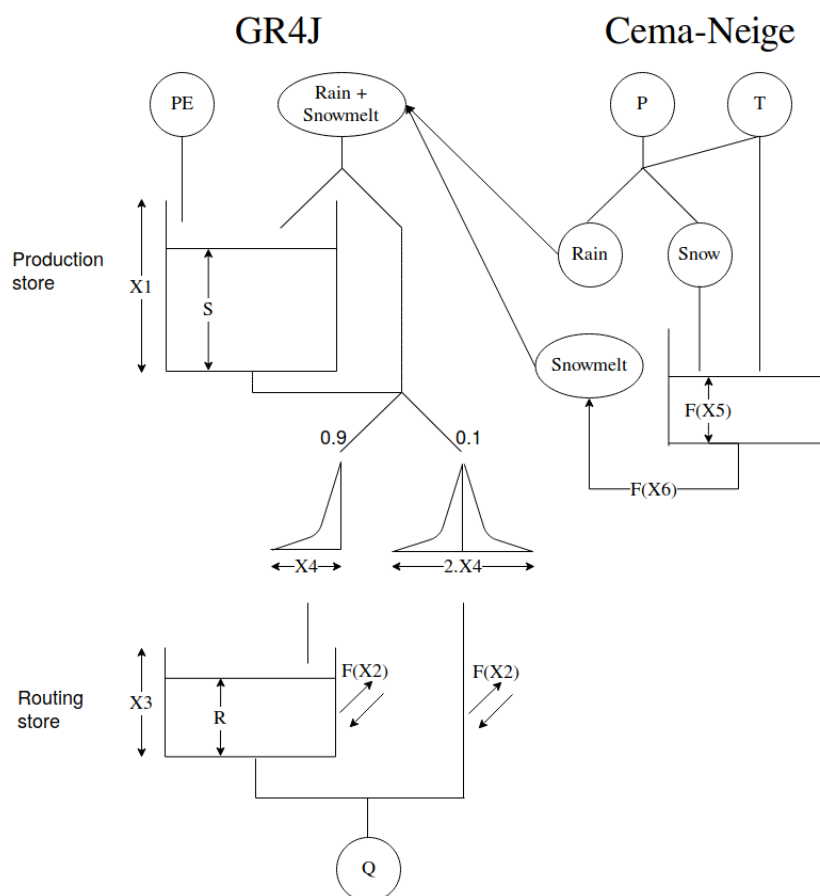 GR4J
Cema-Neige
PE
Rain +
Snowmelt
P
T
Rain
Snow
Production
store
X1
S
Snowmelt
F(X5)
F(X6)
0.9
0.1
X4
2.X4
Routing
store
X3
R
F(X2)
F(X2)
Q